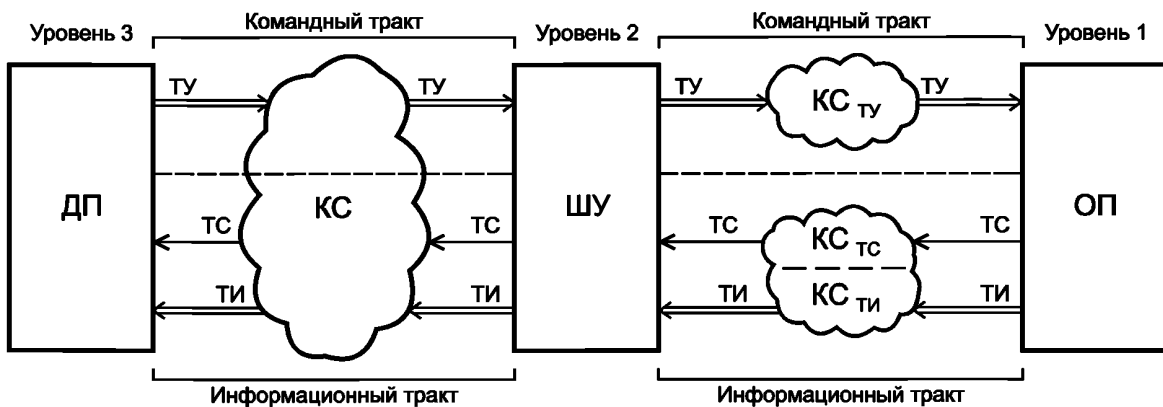 Командный тракт
Командный тракт
Уровень 3
Уровень 2
Уровень 1
ТУ
ТУ
ТУ
КС ТУ
ТУ
ДП
КС
ШУ
ОП
ТС
ТС
ТС
КС ТС
ТС
ТИ
ТИ
ТИ
КС ТИ
ТИ
Информационный тракт
Информационный тракт